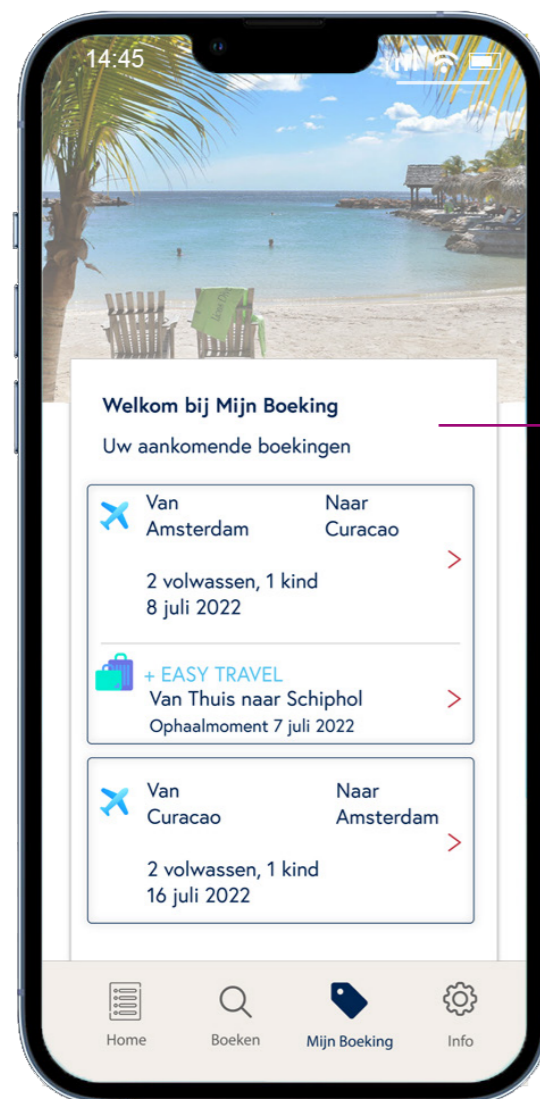 14:45
Welkom bij Mijn Boeking
Uw aankomende boekingen
Van Naar
Amsterdam Curacao
2 volwassen, 1 kind
8 juli 2022
+ EASY TRAVEL
Van Thuis naar Schiphol
Ophaalmoment 7 juli 2022
Van Naar
Curacao Amsterdam
2 volwassen, 1 kind
16 juli 2022
Home Boeken Mijn Boeking Info